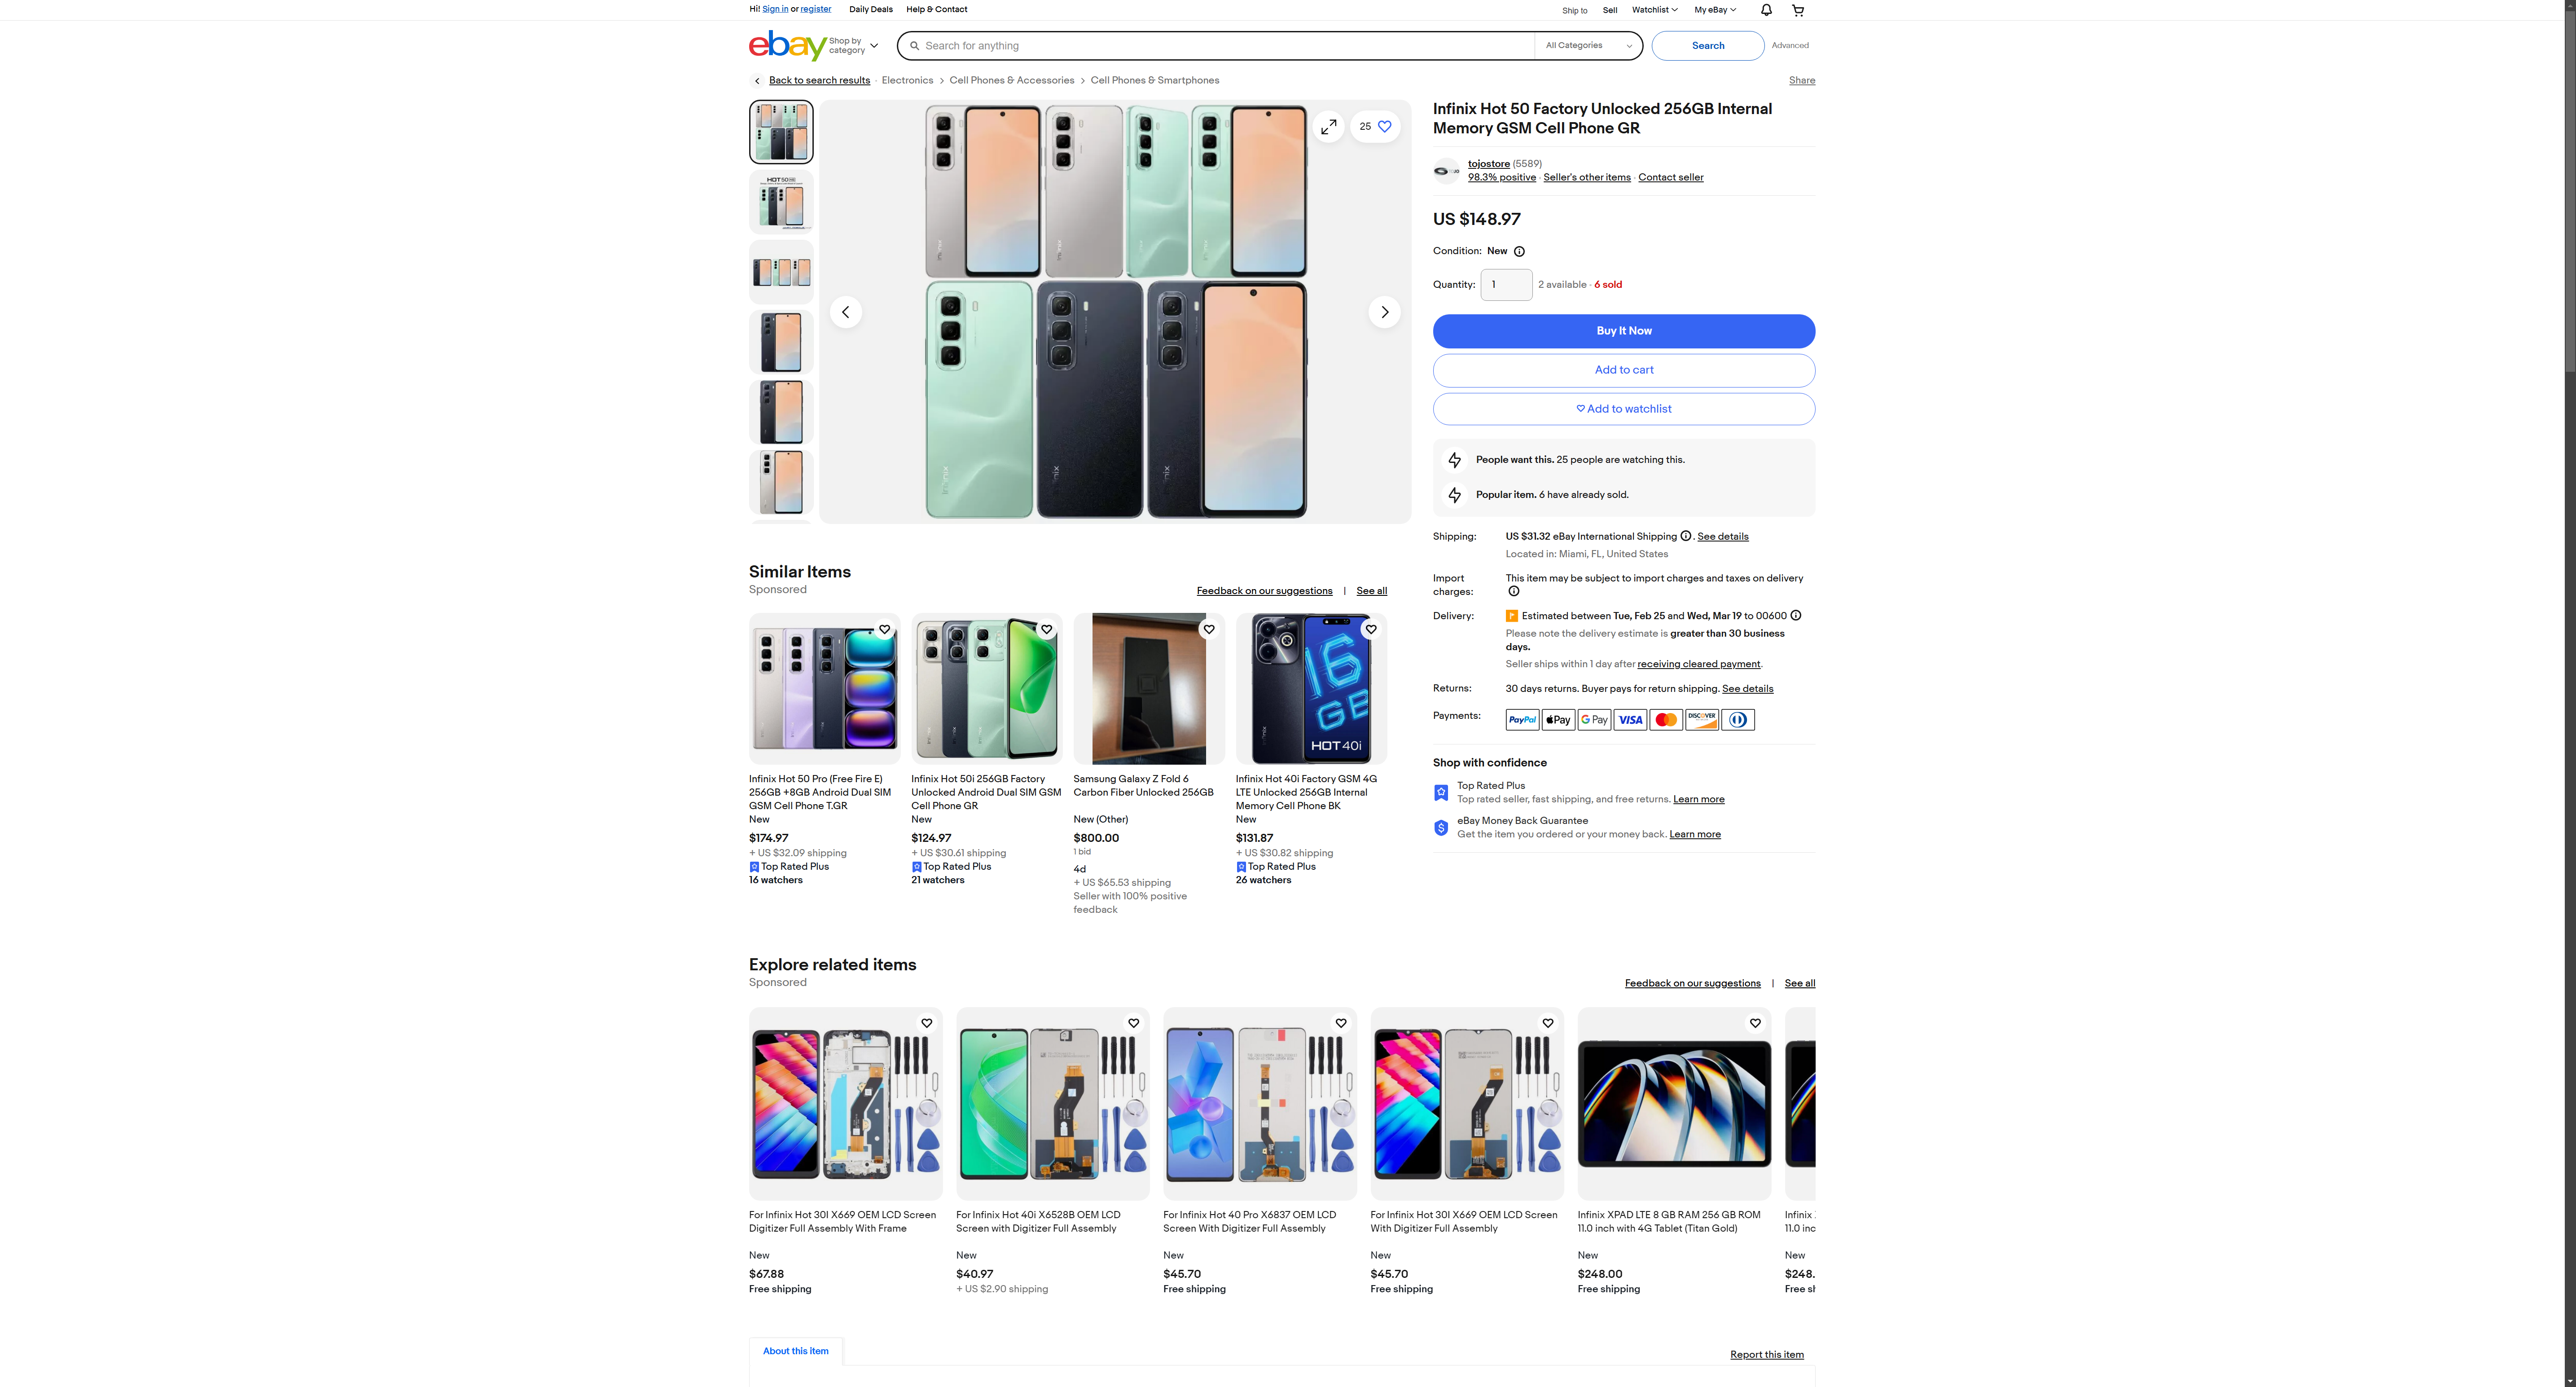 Hi! Sign in or register
Daily Deals
Help & Contact
Ship to
Sell
Watchlist
My eBay
ebay
Shop by
category
Search for anything
All Categories
Search
Advanced
Back to search results
Electronics
Cell Phones & Accessories
Cell Phones & Smartphones
Share
25
Infinix Hot 50 Factory Unlocked 256GB Internal
Memory GSM Cell Phone GR
tojostore (5589)
98.3% positive · Seller's other items · Contact seller
US $148.97
Condition: New
Quantity: 1 2 available · 6 sold
Buy It Now
Add to cart
Add to watchlist
People want this. 25 people are watching this.
Popular item. 6 have already sold.
Shipping: US $31.32 eBay International Shipping . See details
Located in: Miami, FL, United States
Import
charges:
This item may be subject to import charges and taxes on delivery
Delivery: Estimated between Tue, Feb 25 and Wed, Mar 19 to 00600
Please note the delivery estimate is greater than 30 business
days.
Seller ships within 1 day after receiving cleared payment.
Returns: 30 days returns. Buyer pays for return shipping. See details
Payments: PayPal Pay G Pay VISA DISCOVER
Shop with confidence
Top Rated Plus
Top rated seller, fast shipping, and free returns. Learn more
eBay Money Back Guarantee
Get the item you ordered or your money back. Learn more
HOT 50
Infinix
Infinix
Infinix
Infinix
Infinix
Similar Items
Sponsored
Feedback on our suggestions | See all
16
GB
HOT 40i
Infinix Hot 50 Pro (Free Fire E)
256GB +8GB Android Dual SIM
GSM Cell Phone T.GR
New
$174.97
+ US $32.09 shipping
Top Rated Plus
16 watchers
Infinix Hot 50i 256GB Factory
Unlocked Android Dual SIM GSM
Cell Phone GR
New
$124.97
+ US $30.61 shipping
Top Rated Plus
21 watchers
Samsung Galaxy Z Fold 6
Carbon Fiber Unlocked 256GB
New (Other)
$800.00
1 bid
4d
+ US $65.53 shipping
Seller with 100% positive
feedback
Infinix Hot 40i Factory GSM 4G
LTE Unlocked 256GB Internal
Memory Cell Phone BK
New
$131.87
+ US $30.82 shipping
Top Rated Plus
26 watchers
Explore related items
Sponsored
Feedback on our suggestions | See all
For Infinix Hot 30I X669 OEM LCD Screen
Digitizer Full Assembly With Frame
New
$67.88
Free shipping
For Infinix Hot 40i X6528B OEM LCD
Screen with Digitizer Full Assembly
New
$40.97
+ US $2.90 shipping
For Infinix Hot 40 Pro X6837 OEM LCD
Screen With Digitizer Full Assembly
New
$45.70
Free shipping
For Infinix Hot 30I X669 OEM LCD Screen
With Digitizer Full Assembly
New
$45.70
Free shipping
Infinix XPAD LTE 8 GB RAM 256 GB ROM
11.0 inch with 4G Tablet (Titan Gold)
New
$248.00
Free shipping
Infinix
11.0 inc
New
$248.
Free sh
About this item
Report this item